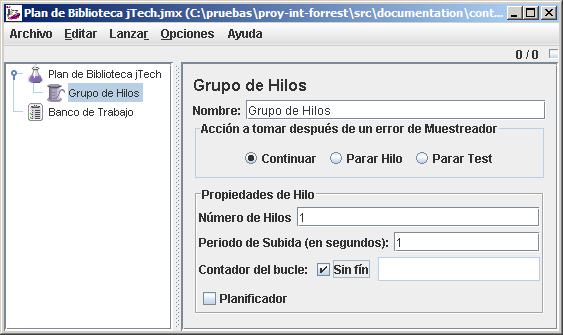 Plan de Biblioteca jTech.jmx (C:\pruebas\proy-int-forrest\src\documentation\cont...
Archivo Editar Lanzar Opciones Ayuda
0 / 0
Plan de Biblioteca jTech
Grupo de Hilos
Banco de Trabajo
Grupo de Hilos
Nombre: Grupo de Hilos
Acción a tomar después de un error de Muestreador
Continuar Parar Hilo Parar Test
Propiedades de Hilo
Número de Hilos 1
Periodo de Subida (en segundos): 1
Contador del bucle: Sin fín
Planificador